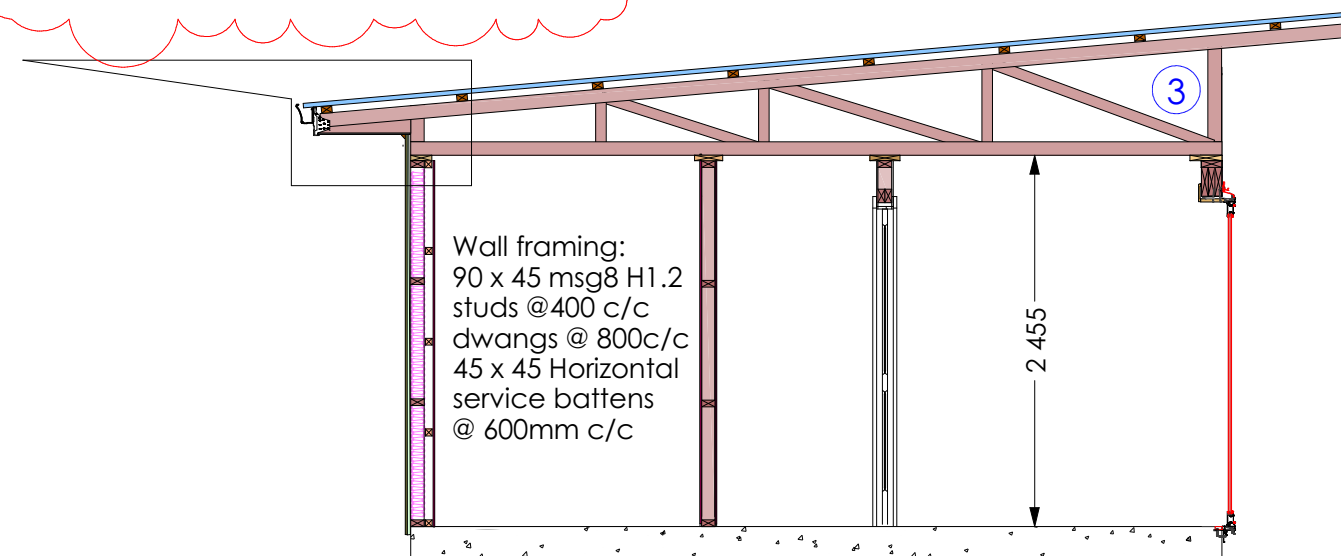 3
Wall framing:
90 x 45 msg8 H1.2
studs @400 c/c
dwangs @ 800c/c
45 x 45 Horizontal
service battens
@ 600mm c/c
2 455